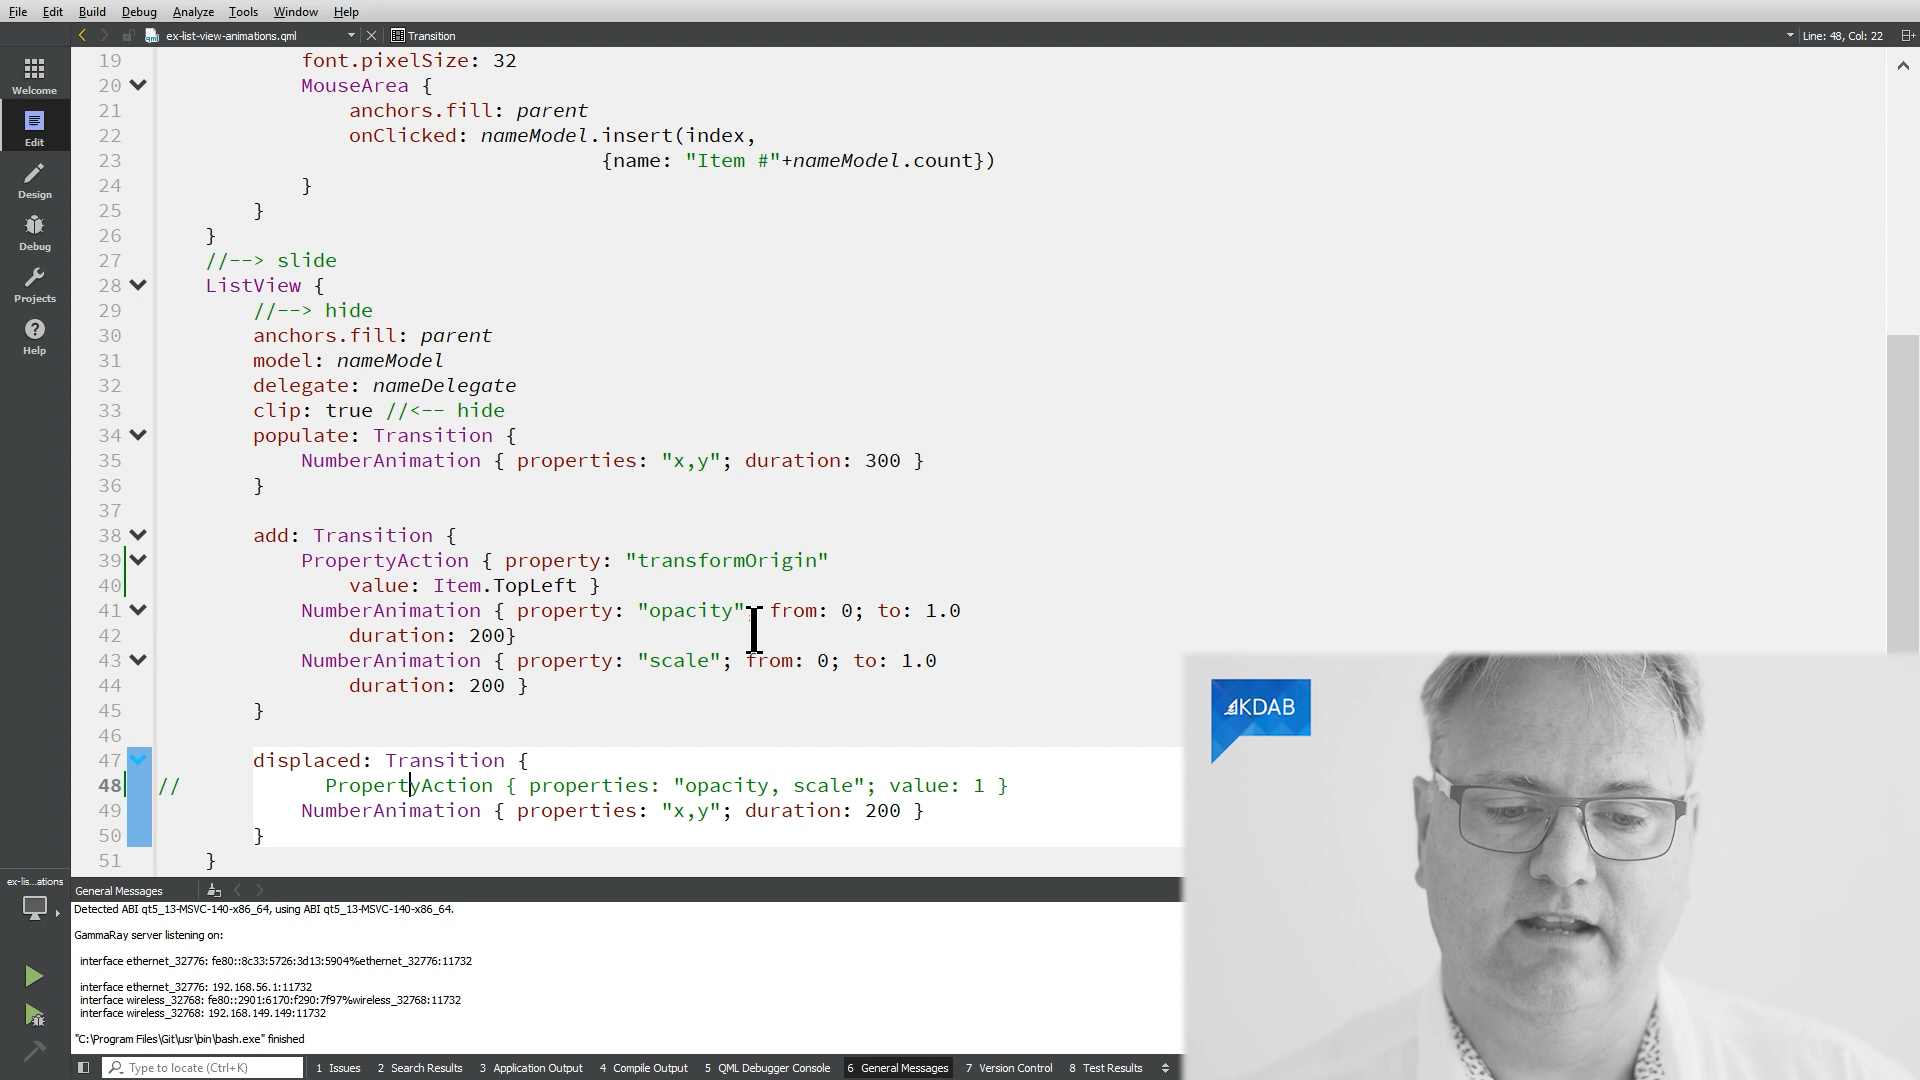 File Edit Build Debug Analyze Tools Window Help
ex-list-view-animations.qml Transition Line: 48, Col: 22
Welcome
Edit
Design
Debug
Projects
Help
19 font.pixelSize: 32
20 MouseArea {
21 anchors.fill: parent
22 onClicked: nameModel.insert(index,
23 {name: "Item #"+nameModel.count})
24 }
25 }
26 }
27 //--> slide
28 ListView {
29 //--> hide
30 anchors.fill: parent
31 model: nameModel
32 delegate: nameDelegate
33 clip: true //<-- hide
34 populate: Transition {
35 NumberAnimation { properties: "x,y"; duration: 300 }
36 }
37
38 add: Transition {
39 PropertyAction { property: "transformOrigin"
40 value: Item.TopLeft }
41 NumberAnimation { property: "opacity"; from: 0; to: 1.0
42 duration: 200}
43 NumberAnimation { property: "scale"; from: 0; to: 1.0
44 duration: 200 }
45 }
46
47 displaced: Transition {
48 // PropertyAction { properties: "opacity, scale"; value: 1 }
49 NumberAnimation { properties: "x,y"; duration: 200 }
50 }
51 }
KDAB
ex-lis...ations
General Messages
Detected ABI qt5_13-MSVC-140-x86_64, using ABI qt5_13-MSVC-140-x86_64.
GammaRay server listening on:
interface ethernet_32776: fe80::8c33:5726:3d13:5904%ethernet_32776:11732
interface ethernet_32776: 192.168.56.1:11732
interface wireless_32768: fe80::2901:6170:f290:7f97%wireless_32768:11732
interface wireless_32768: 192.168.149.149:11732
"C:\Program Files\Git\usr\bin\bash.exe" finished
Type to locate (Ctrl+K) 1 Issues 2 Search Results 3 Application Output 4 Compile Output 5 QML Debugger Console 6 General Messages 7 Version Control 8 Test Results